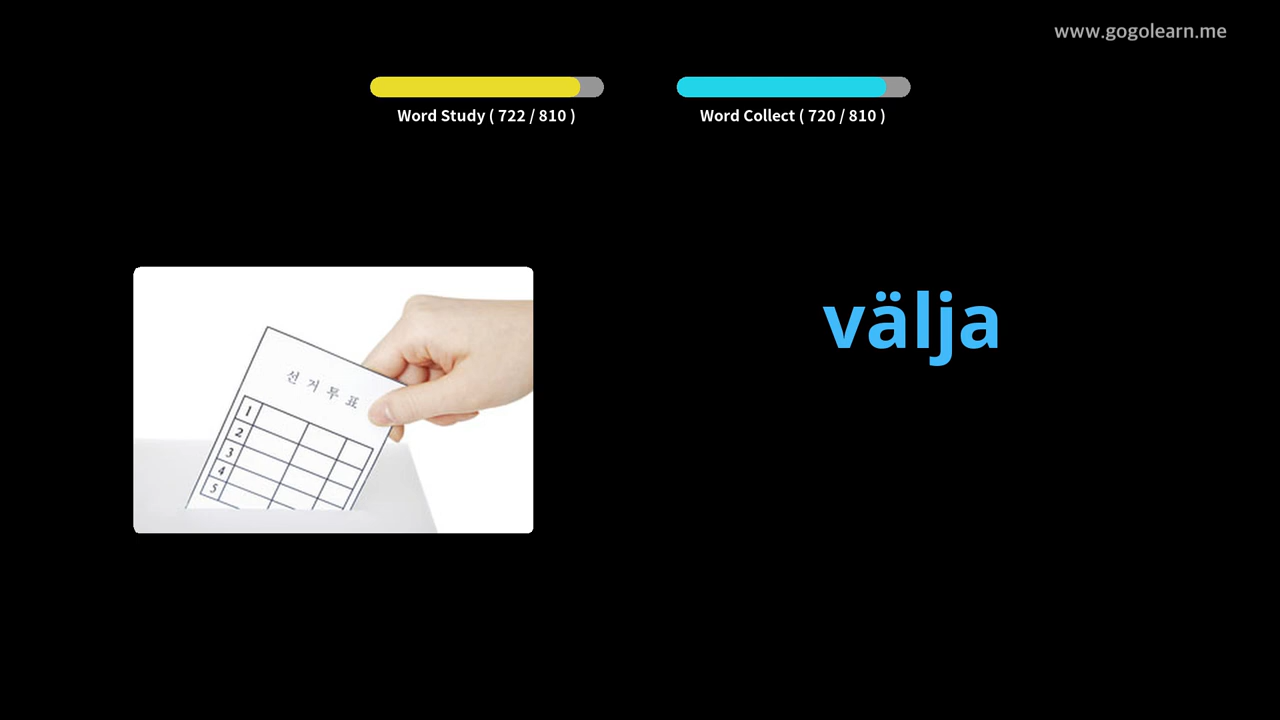 www.gogolearn.me
Word Study ( 722 / 810 )
Word Collect ( 720 / 810 )
välja
선거투표
1
2
3
4
5